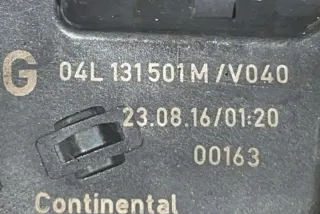 G 04L 131 501 M /V040
23.08.16/01:20
00163
Continental